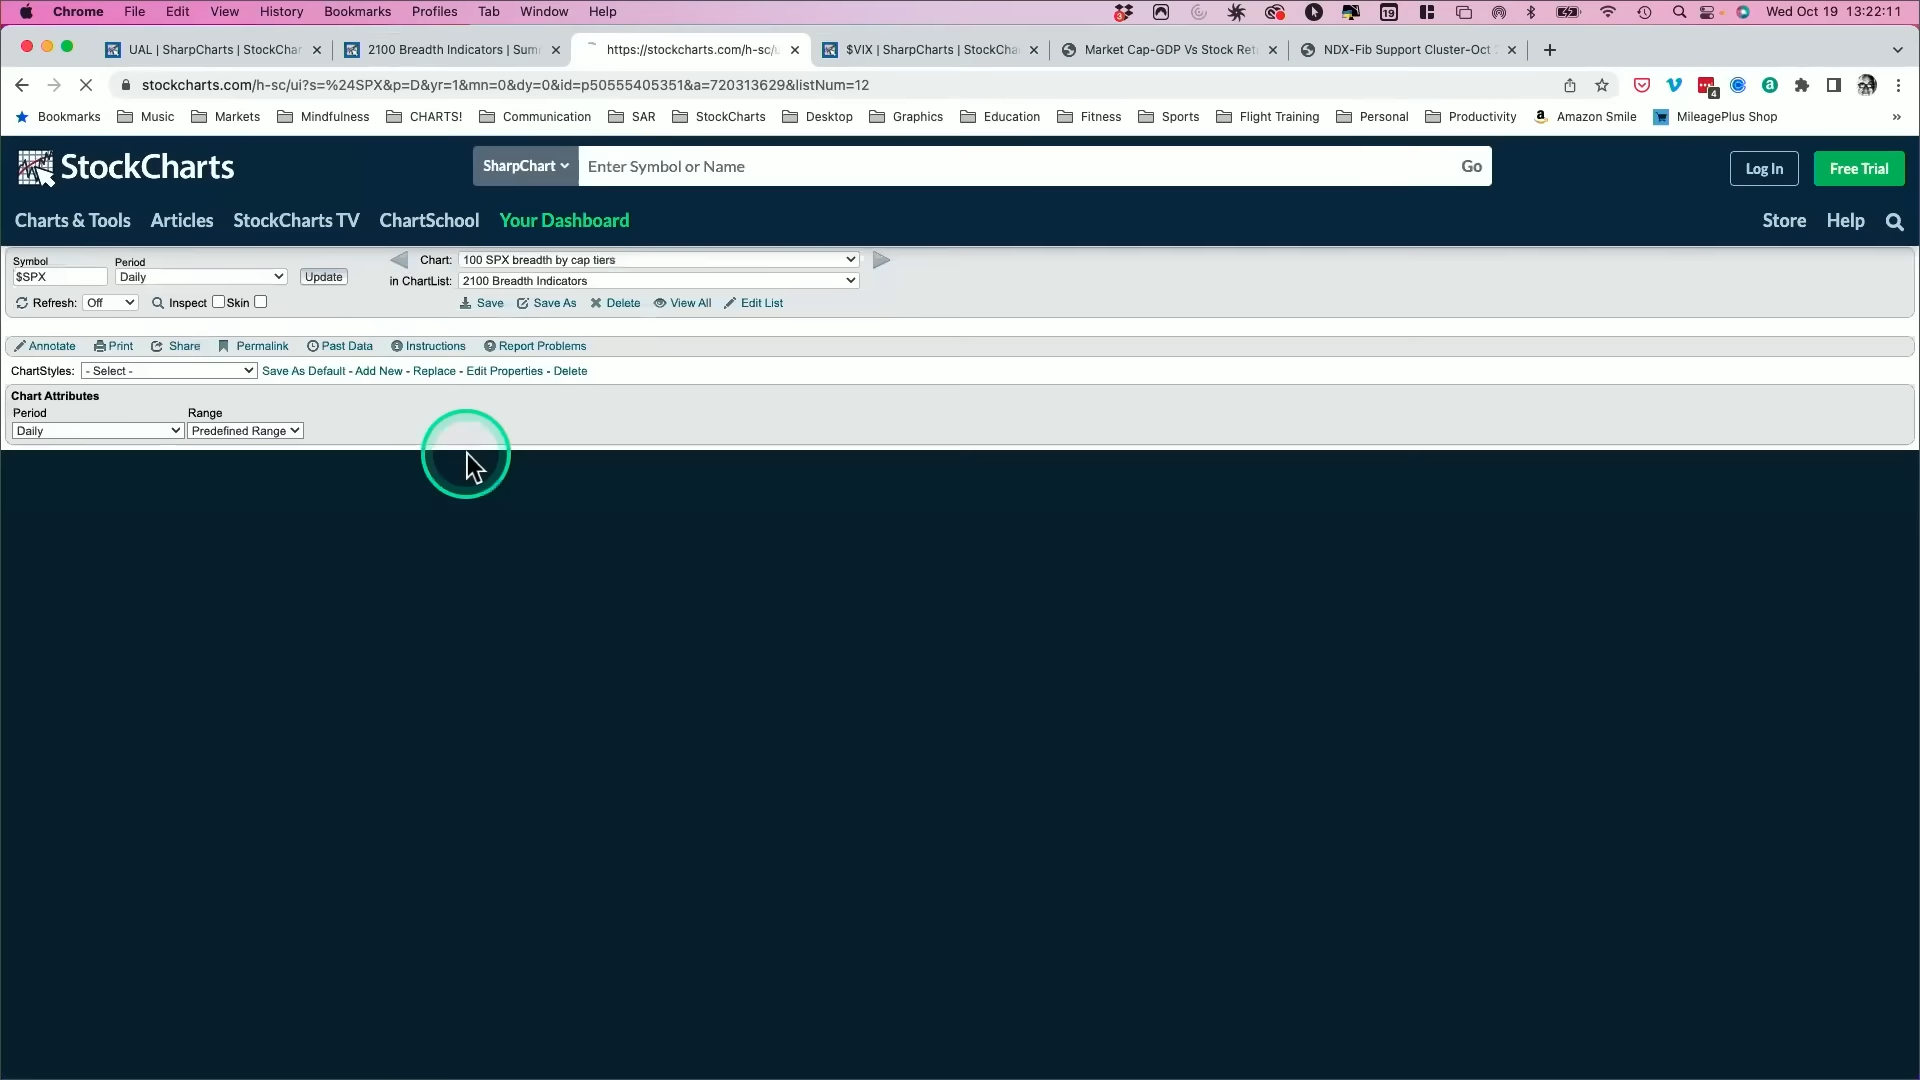 Chrome File Edit View History Bookmarks Profiles Tab Window Help 3 19 Wed Oct 19 13:22:11
UAL | SharpCharts | StockChar 2100 Breadth Indicators | Sum https://stockcharts.com/h-sc/u $VIX | SharpCharts | StockCha Market Cap-GDP Vs Stock Ret NDX-Fib Support Cluster-Oct
stockcharts.com/h-sc/ui?s=%24SPX&p=D&yr=1&mn=0&dy=0&id=p50555405351&a=720313629&listNum=12 4
Bookmarks Music Markets Mindfulness CHARTS! Communication SAR StockCharts Desktop Graphics Education Fitness Sports Flight Training Personal Productivity Amazon Smile MileagePlus Shop »
StockCharts SharpChart Enter Symbol or Name Go Log In Free Trial
Charts & Tools Articles StockCharts TV ChartSchool Your Dashboard Store Help
Symbol Period Chart: 100 SPX breadth by cap tiers
$SPX Daily Update in ChartList: 2100 Breadth Indicators
Refresh: Off Inspect Skin Save Save As Delete View All Edit List
Annotate Print Share Permalink Past Data Instructions Report Problems
ChartStyles: - Select - Save As Default - Add New - Replace - Edit Properties - Delete
Chart Attributes
Period Range
Daily Predefined Range